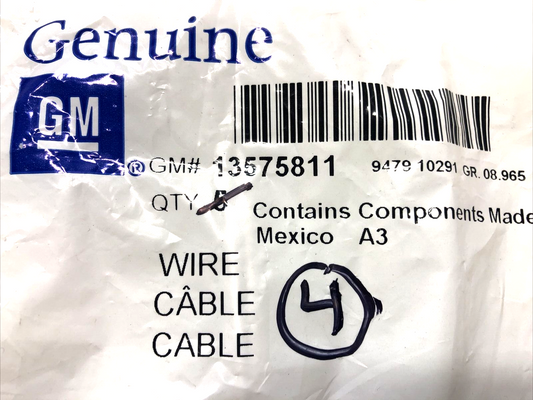 Genuine
GM
® GM# 13575811 9479 10291 GR. 08.965
QTY
Contains Components Made
Mexico A3
WIRE
CÂBLE
CABLE
4